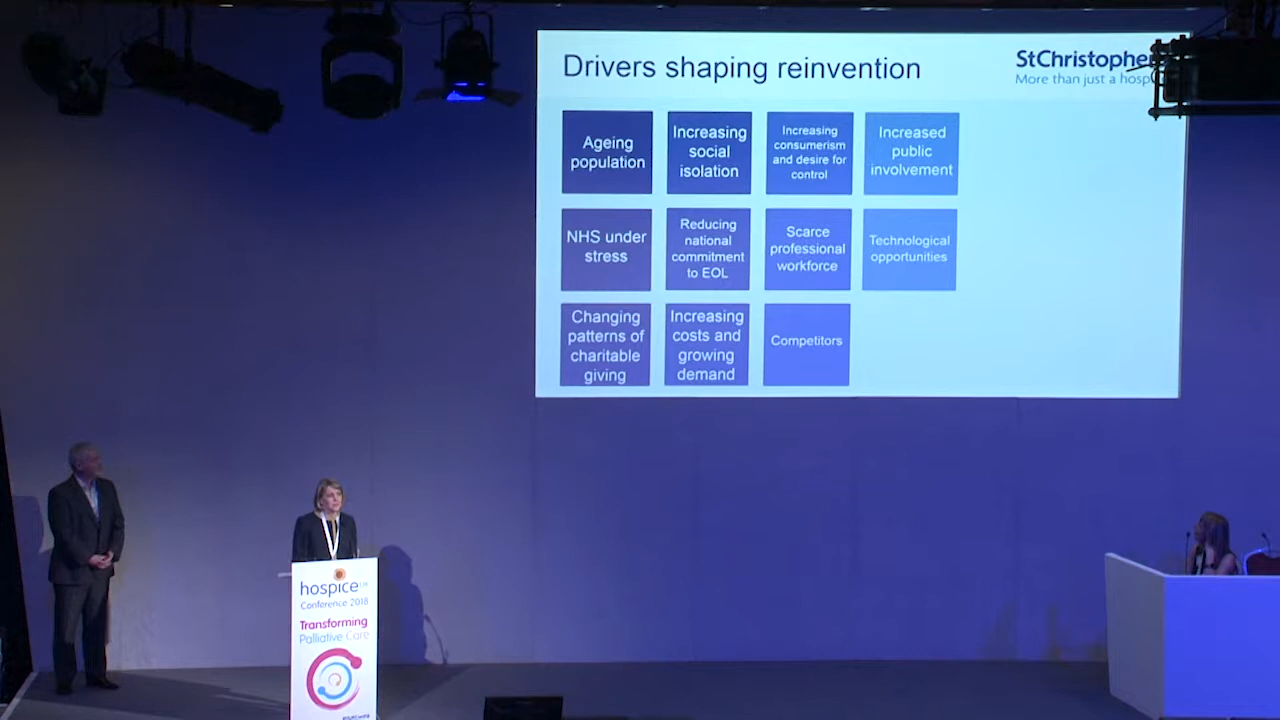 Drivers shaping reinvention
StChristopher
More than just a hosp
Ageing
population
Increasing
social
isolation
Increasing
consumerism
and desire for
control
Increased
public
involvement
NHS under
stress
Reducing
national
commitment
to EOL
Scarce
professional
workforce
Technological
opportunities
Changing
patterns of
charitable
giving
Increasing
costs and
growing
demand
Competitors
hospice
Conference 2018
Transforming
Palliative Care